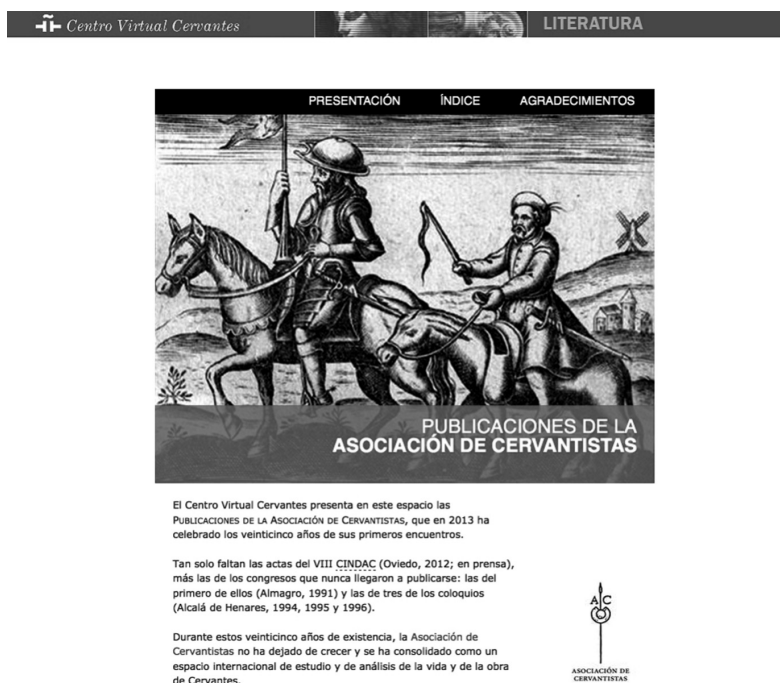 Centro Virtual Cervantes
LITERATURA
PRESENTACIÓN ÍNDICE AGRADECIMIENTOS
PUBLICACIONES DE LA
ASOCIACIÓN DE CERVANTISTAS
El Centro Virtual Cervantes presenta en este espacio las
PUBLICACIONES DE LA ASOCIACIÓN DE CERVANTISTAS, que en 2013 ha
celebrado los veinticinco años de sus primeros encuentros.
Tan solo faltan las actas del VIII CINDAC (Oviedo, 2012; en prensa),
más las de los congresos que nunca llegaron a publicarse: las del
primero de ellos (Almagro, 1991) y las de tres de los coloquios
(Alcalá de Henares, 1994, 1995 y 1996).
Durante estos veinticinco años de existencia, la Asociación de
Cervantistas no ha dejado de crecer y se ha consolidado como un
espacio internacional de estudio y de análisis de la vida y de la obra
de Cervantes.
A C
ASOCIACIÓN DE
CERVANTISTAS